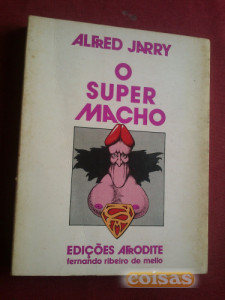 ALFRED JARRY
O
SUPER
MACHO
S
EDIÇÕES AFRODITE
fernando ribeiro de mello
coisas